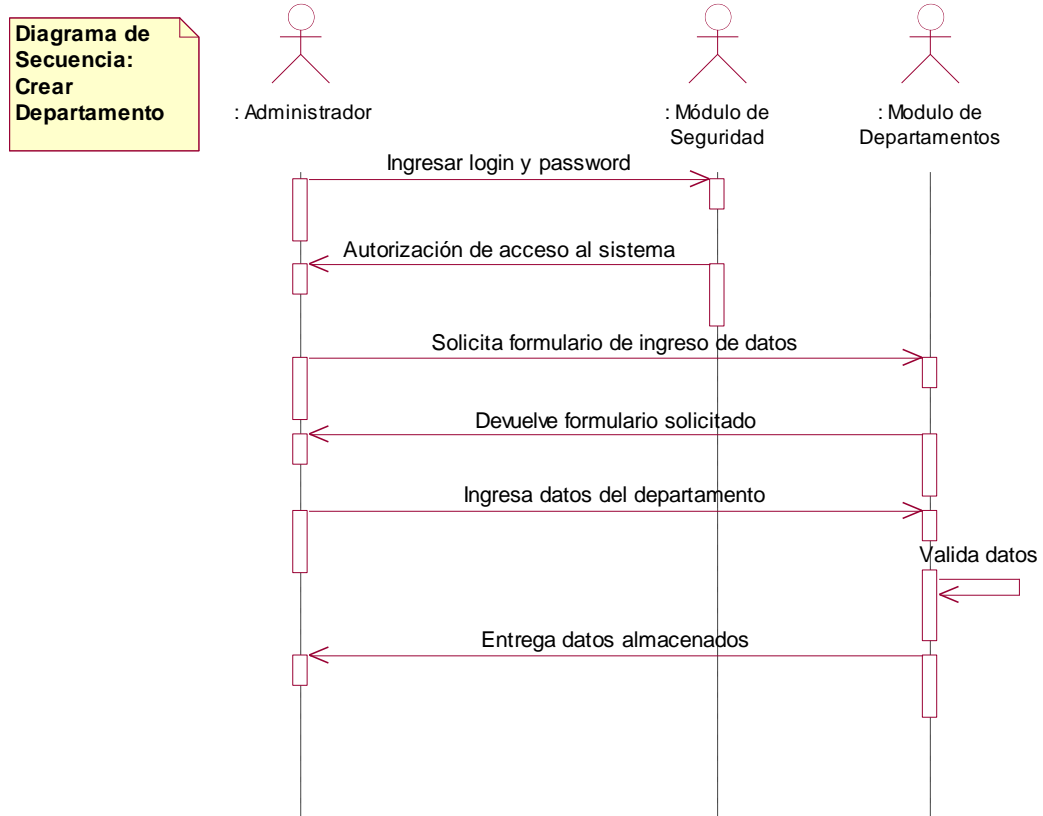 Diagrama de
Secuencia:
Crear
Departamento
: Administrador
: Módulo de
Seguridad
: Modulo de
Departamentos
Ingresar login y password
Autorización de acceso al sistema
Solicita formulario de ingreso de datos
Devuelve formulario solicitado
Ingresa datos del departamento
Valida datos
Entrega datos almacenados